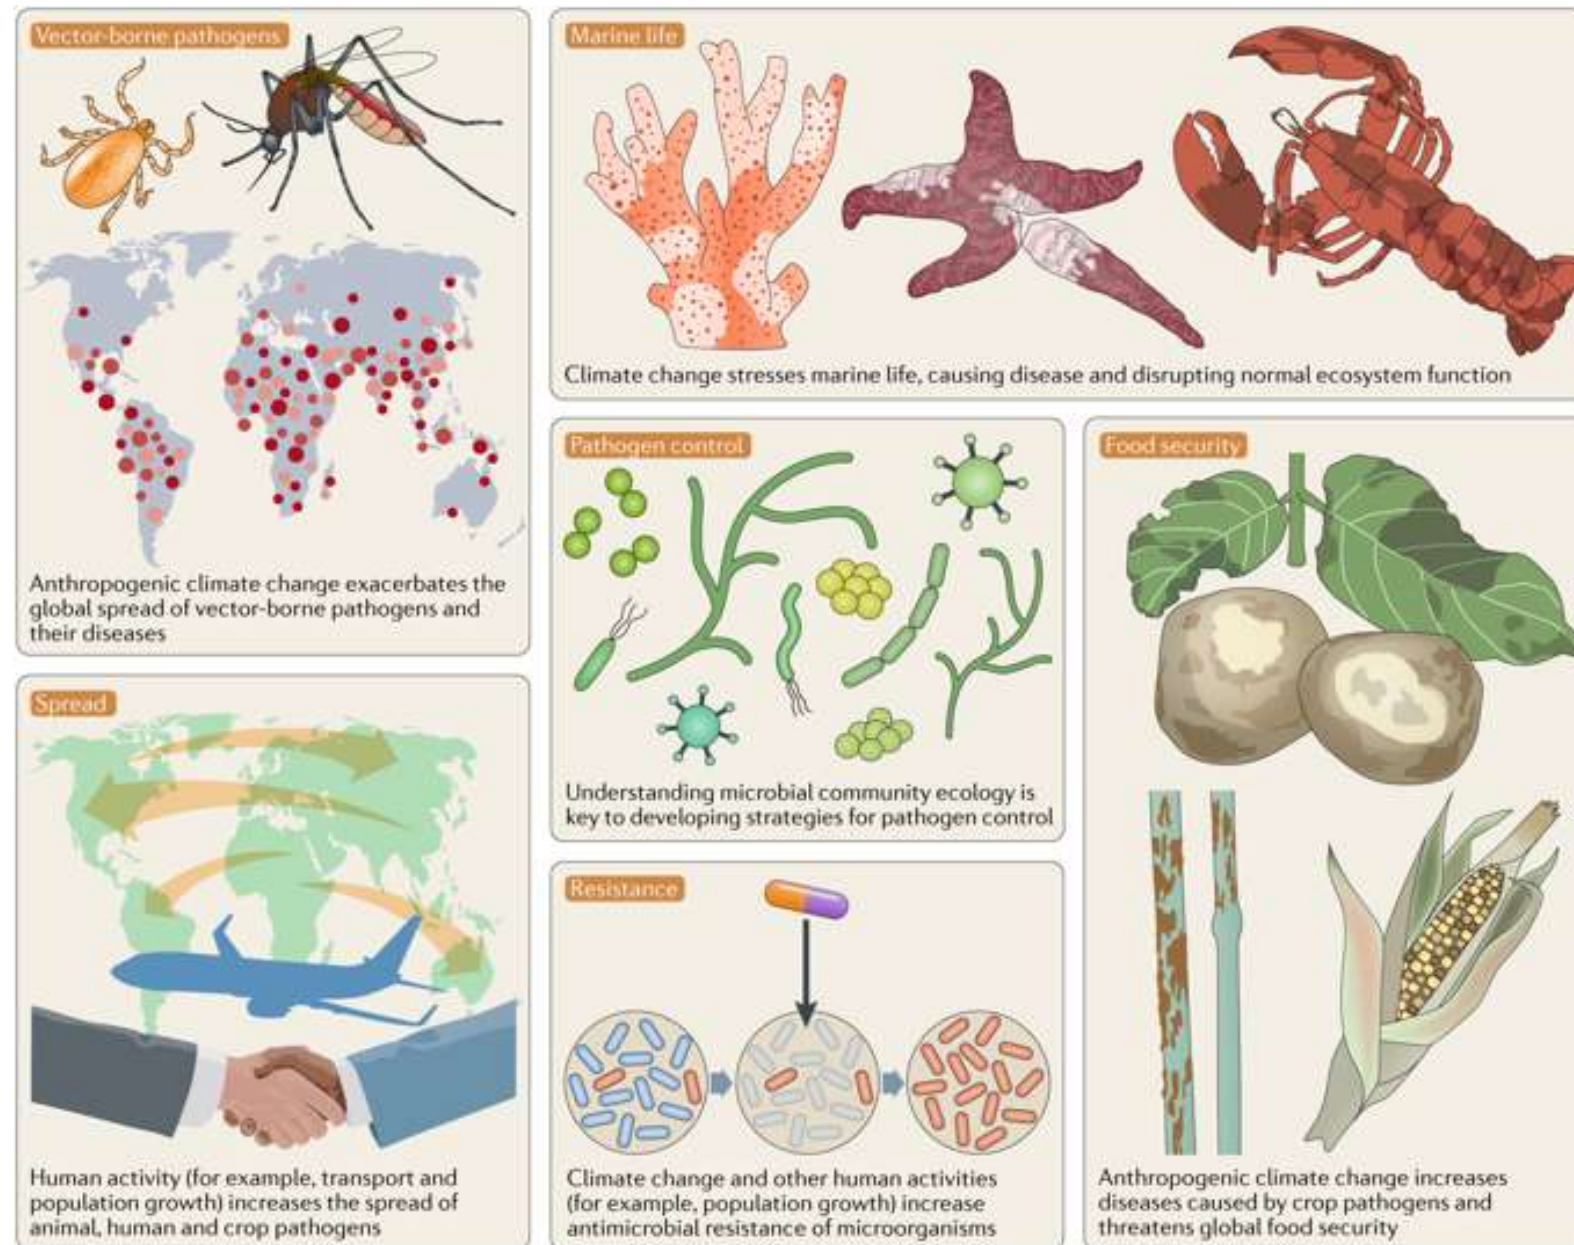 Vector-borne pathogens
Anthropogenic climate change exacerbates the
global spread of vector-borne pathogens and
their diseases
Marine life
Climate change stresses marine life, causing disease and disrupting normal ecosystem function
Pathogen control
Understanding microbial community ecology is
key to developing strategies for pathogen control
Food security
Anthropogenic climate change increases
diseases caused by crop pathogens and
threatens global food security
Spread
Human activity (for example, transport and
population growth) increases the spread of
animal, human and crop pathogens
Resistance
Climate change and other human activities
(for example, population growth) increase
antimicrobial resistance of microorganisms